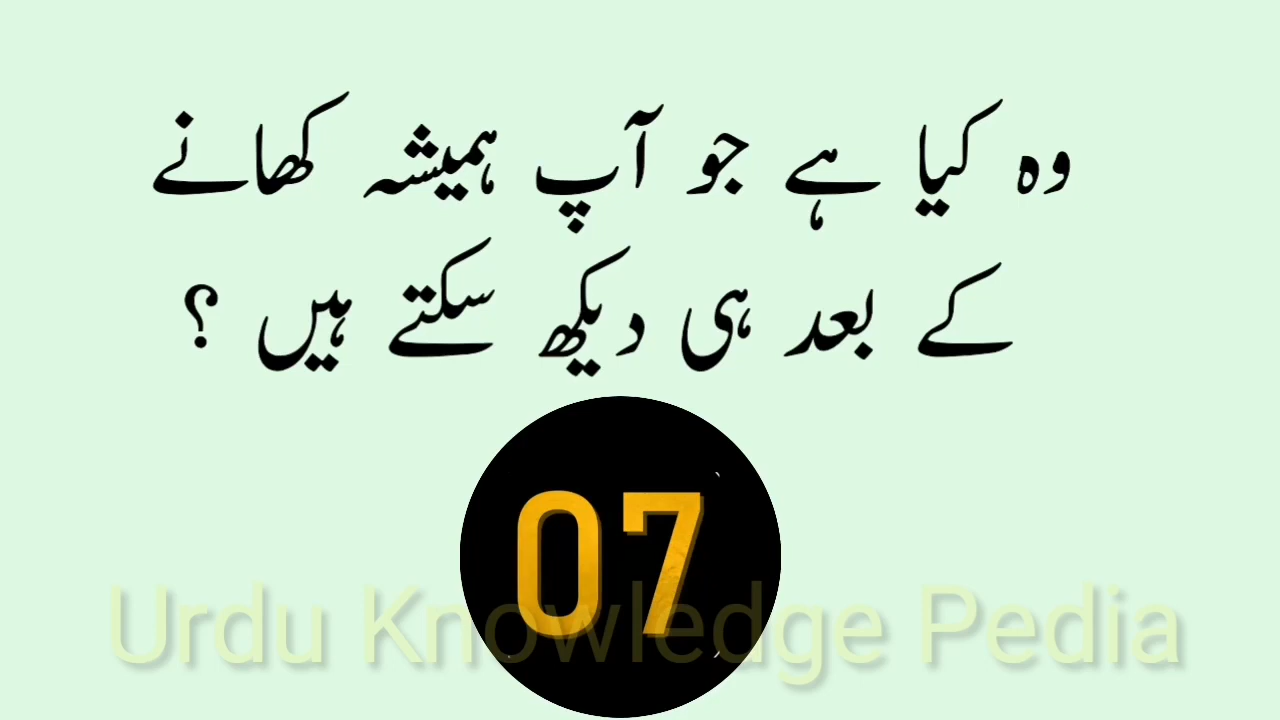 وہ کیا ہے جو آپ ہمیشہ کھانے
کے بعد ہی دیکھ سکتے ہیں ؟
07
Urdu Knowledge Pedia